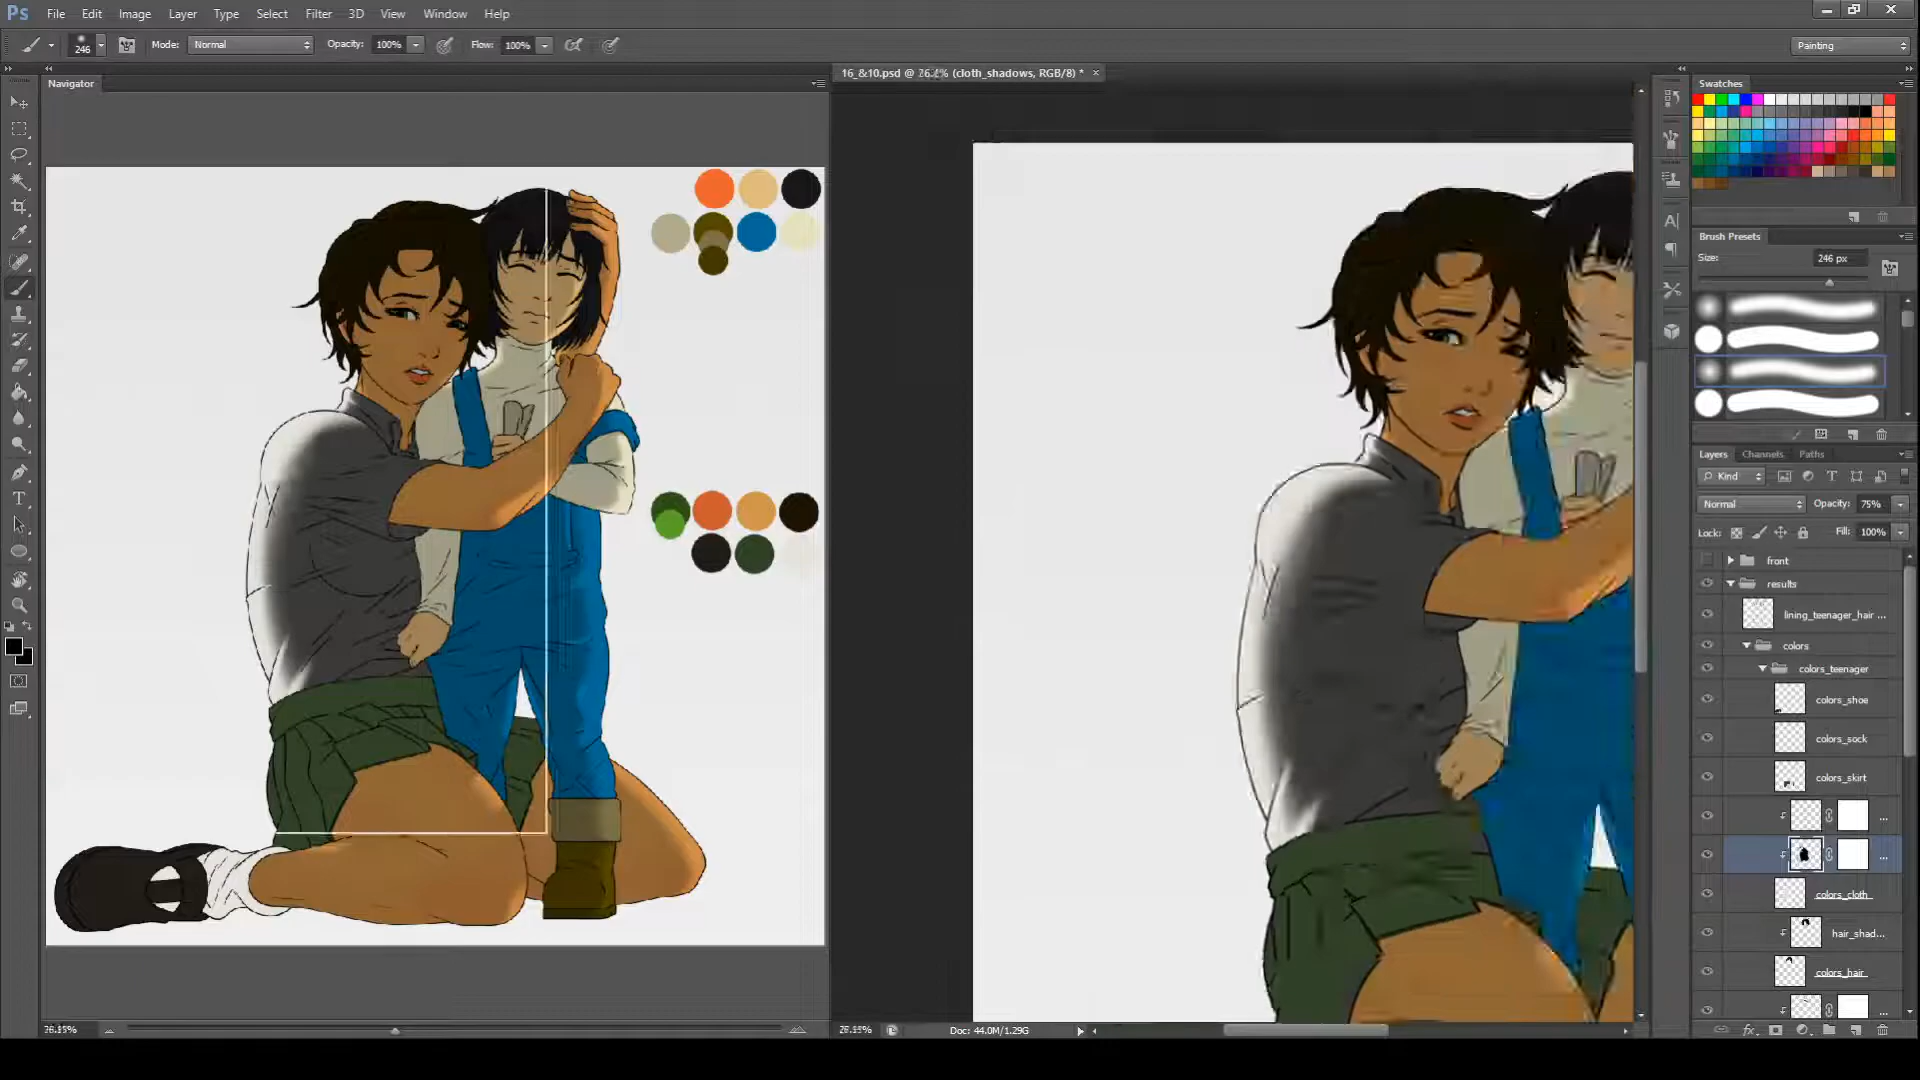 Ps File Edit Image Layer Type Select Filter 3D View Window Help
246 Mode: Normal Opacity: 100% Flow: 100% Painting
Navigator
16_&10.psd @ 26.2% (cloth_shadows, RGB/8) * ×
Swatches
Brush Presets
Size: 246 px
Layers Channels Paths
Kind
Normal Opacity: 75%
Lock: Fill: 100%
front
results
lining_teenager_hair ...
colors
colors_teenager
colors_shoe
colors_sock
colors_skirt
...
...
colors_cloth
hair_shad...
colors_hair
...
Doc: 44.0M/1.29G